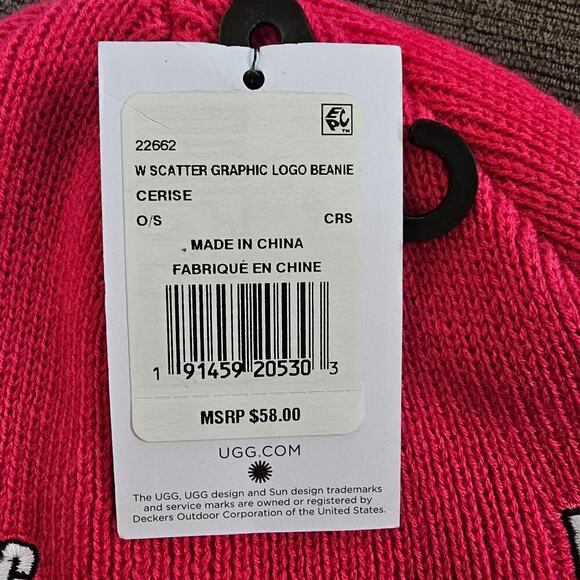 EPC™
22662
W SCATTER GRAPHIC LOGO BEANIE
CERISE
O/S CRS
MADE IN CHINA
FABRIQUÉ EN CHINE
1 91459 20530 3
MSRP $58.00
UGG.COM
The UGG, UGG design and Sun design trademarks
and service marks are owned or registered by
Deckers Outdoor Corporation of the United States.